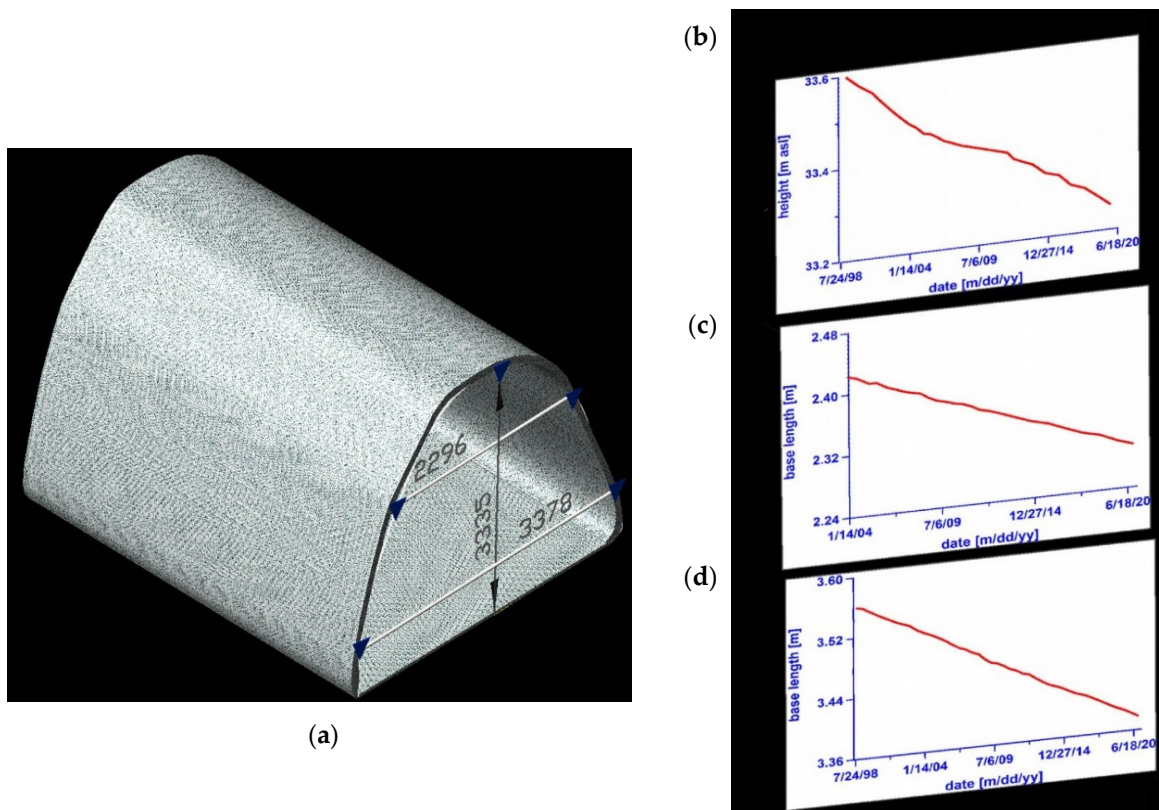 (b)
33.6
33.4
33.2
height [m asl]
7/24/98 1/14/04 7/6/09 12/27/14 6/18/20
date [m/dd/yy]
2296
3335
3378
(a)
(c)
2.48
2.40
2.32
2.24
base length [m]
1/14/04 7/6/09 12/27/14 6/18/20
date [m/dd/yy]
(d)
3.60
3.52
3.44
3.36
base length [m]
7/24/98 1/14/04 7/6/09 12/27/14 6/18/20
date [m/dd/yy]